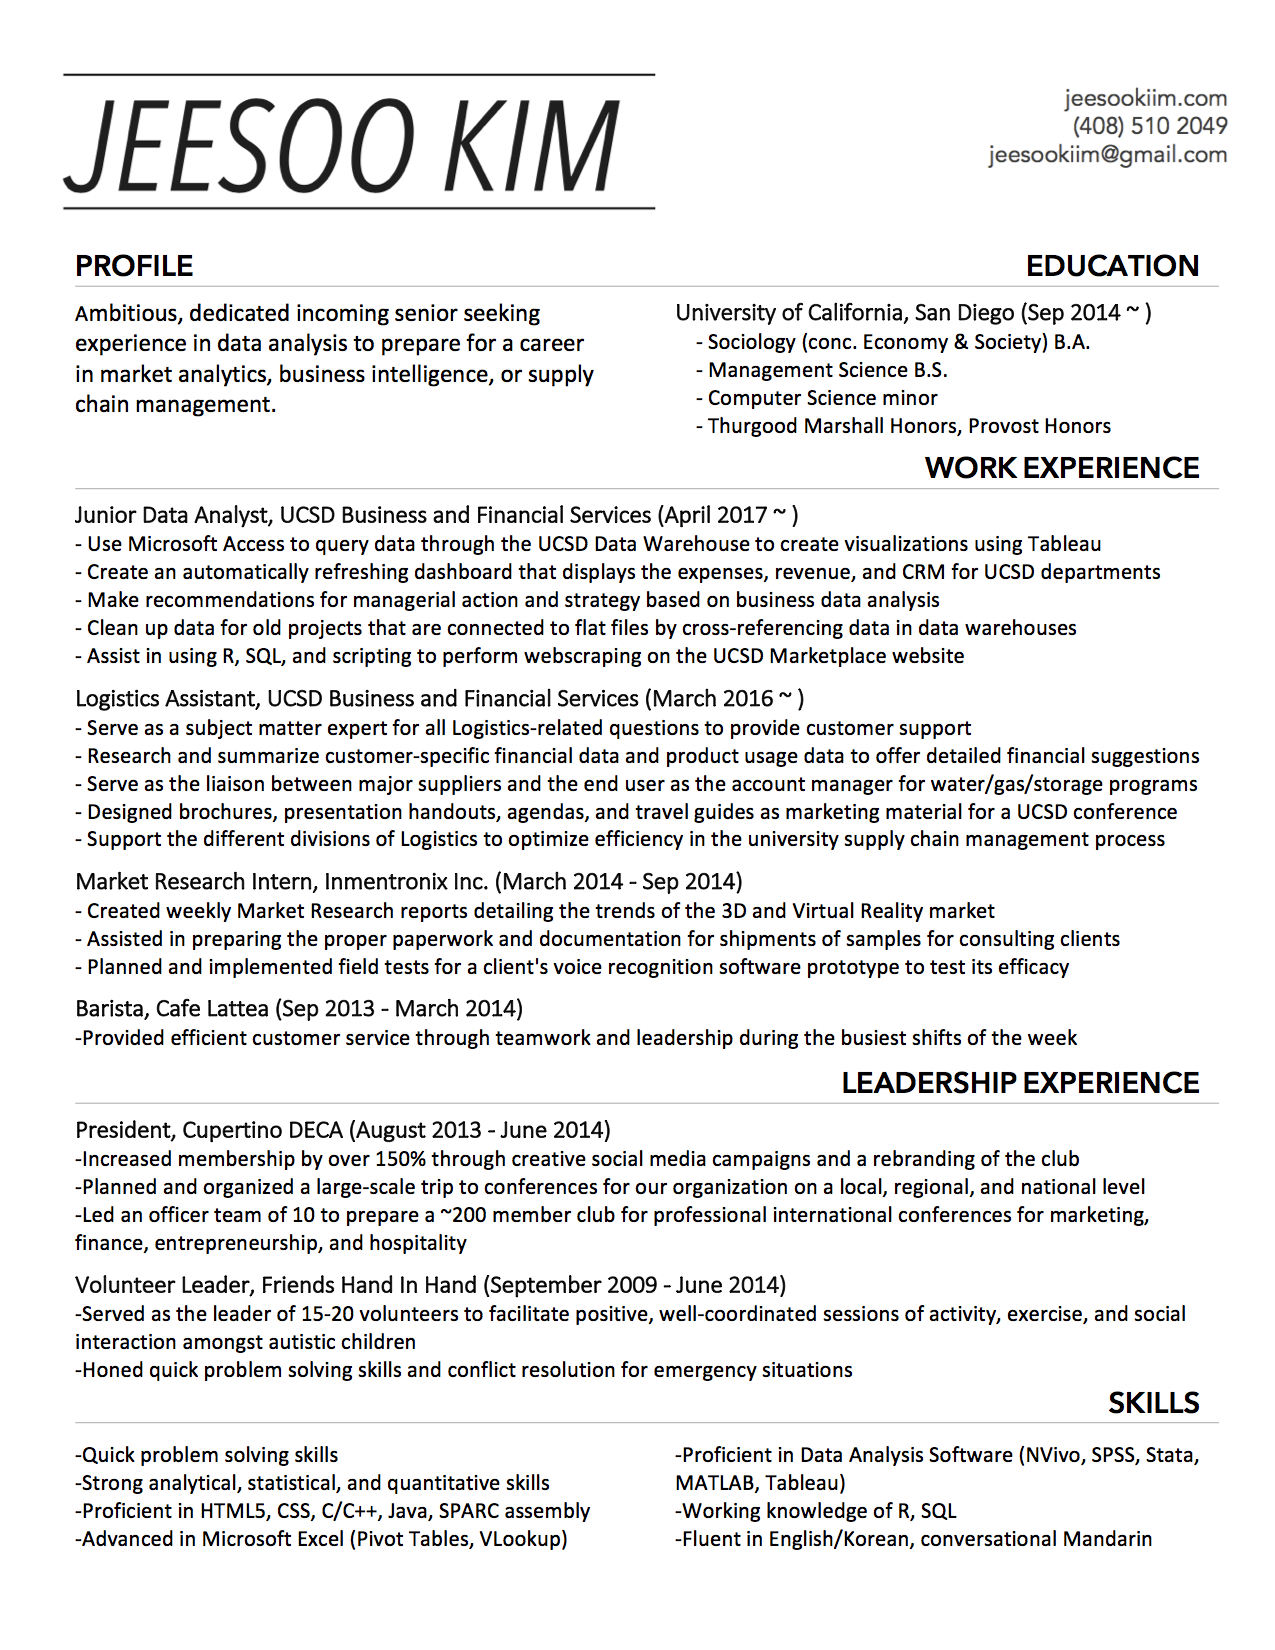 JEESOO KIM
jeesookiim.com
(408) 510 2049
jeesookiim@gmail.com
PROFILE
Ambitious, dedicated incoming senior seeking
experience in data analysis to prepare for a career
in market analytics, business intelligence, or supply
chain management.
EDUCATION
University of California, San Diego (Sep 2014 ~ )
- Sociology (conc. Economy & Society) B.A.
- Management Science B.S.
- Computer Science minor
- Thurgood Marshall Honors, Provost Honors
WORK EXPERIENCE
Junior Data Analyst, UCSD Business and Financial Services (April 2017 ~ )
- Use Microsoft Access to query data through the UCSD Data Warehouse to create visualizations using Tableau
- Create an automatically refreshing dashboard that displays the expenses, revenue, and CRM for UCSD departments
- Make recommendations for managerial action and strategy based on business data analysis
- Clean up data for old projects that are connected to flat files by cross-referencing data in data warehouses
- Assist in using R, SQL, and scripting to perform webscraping on the UCSD Marketplace website
Logistics Assistant, UCSD Business and Financial Services (March 2016 ~ )
- Serve as a subject matter expert for all Logistics-related questions to provide customer support
- Research and summarize customer-specific financial data and product usage data to offer detailed financial suggestions
- Serve as the liaison between major suppliers and the end user as the account manager for water/gas/storage programs
- Designed brochures, presentation handouts, agendas, and travel guides as marketing material for a UCSD conference
- Support the different divisions of Logistics to optimize efficiency in the university supply chain management process
Market Research Intern, Inmentronix Inc. (March 2014 - Sep 2014)
- Created weekly Market Research reports detailing the trends of the 3D and Virtual Reality market
- Assisted in preparing the proper paperwork and documentation for shipments of samples for consulting clients
- Planned and implemented field tests for a client's voice recognition software prototype to test its efficacy
Barista, Cafe Lattea (Sep 2013 - March 2014)
-Provided efficient customer service through teamwork and leadership during the busiest shifts of the week
LEADERSHIP EXPERIENCE
President, Cupertino DECA (August 2013 - June 2014)
-Increased membership by over 150% through creative social media campaigns and a rebranding of the club
-Planned and organized a large-scale trip to conferences for our organization on a local, regional, and national level
-Led an officer team of 10 to prepare a ~200 member club for professional international conferences for marketing,
finance, entrepreneurship, and hospitality
Volunteer Leader, Friends Hand In Hand (September 2009 - June 2014)
-Served as the leader of 15-20 volunteers to facilitate positive, well-coordinated sessions of activity, exercise, and social
interaction amongst autistic children
-Honed quick problem solving skills and conflict resolution for emergency situations
SKILLS
-Quick problem solving skills
-Strong analytical, statistical, and quantitative skills
-Proficient in HTML5, CSS, C/C++, Java, SPARC assembly
-Advanced in Microsoft Excel (Pivot Tables, VLookup)
-Proficient in Data Analysis Software (NVivo, SPSS, Stata,
MATLAB, Tableau)
-Working knowledge of R, SQL
-Fluent in English/Korean, conversational Mandarin